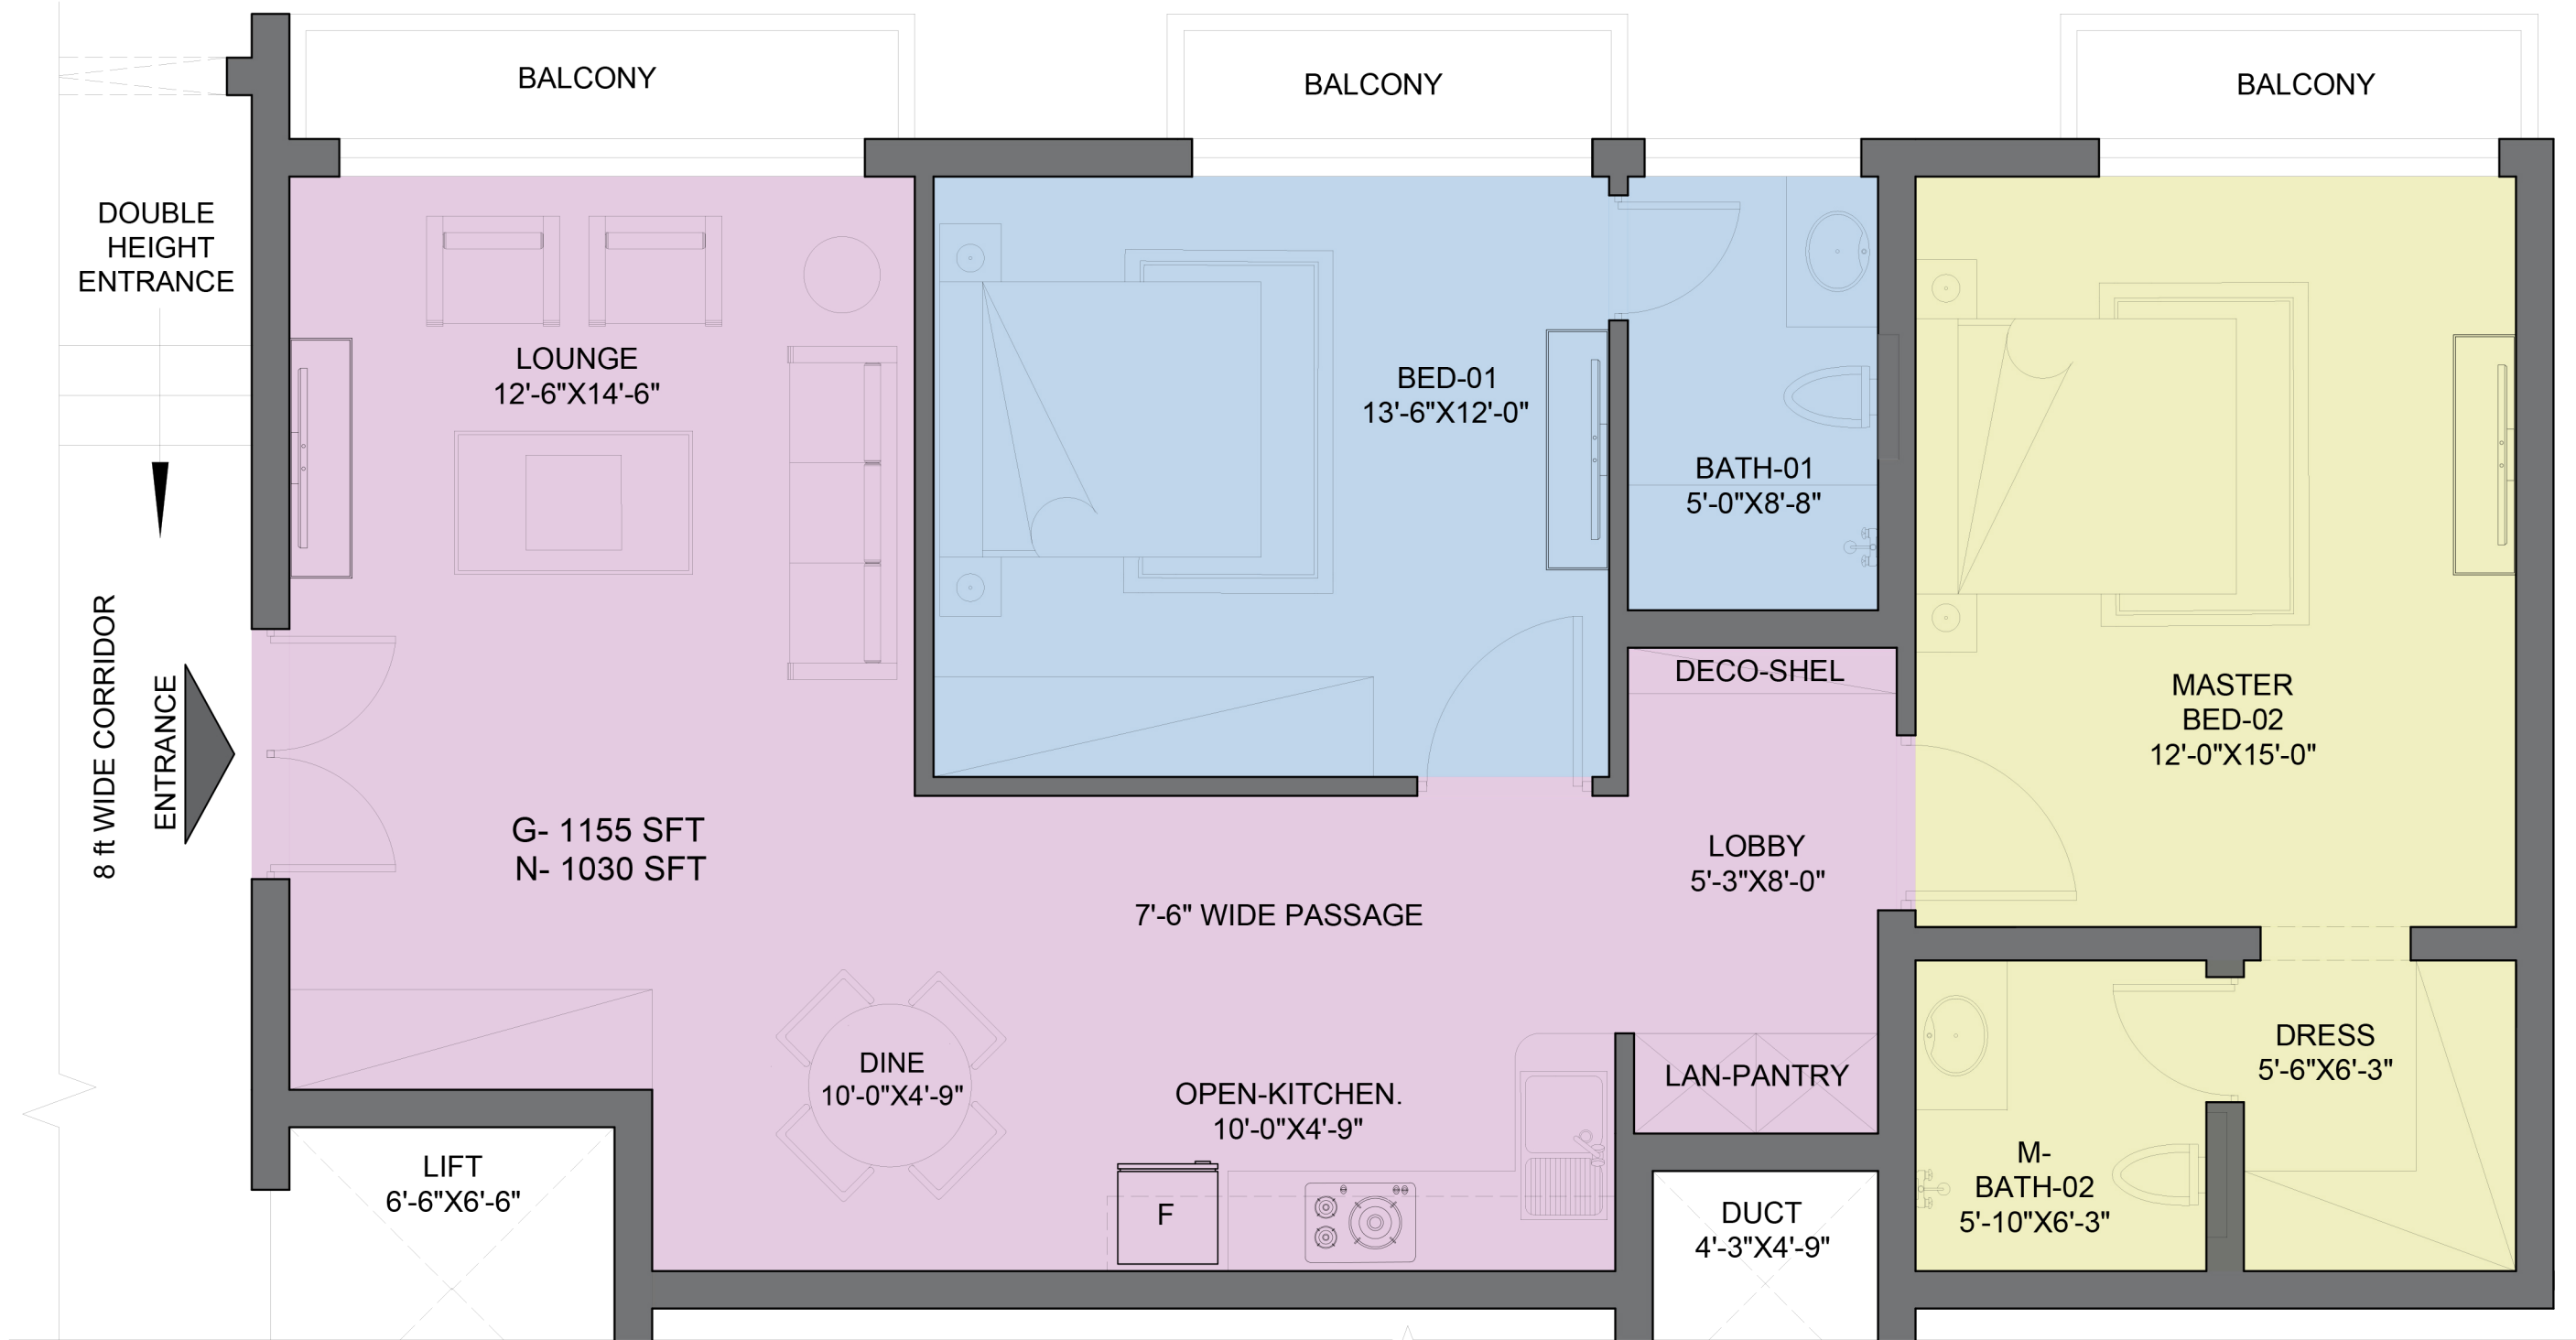 BALCONY
BALCONY
BALCONY
DOUBLE
HEIGHT
ENTRANCE
LOUNGE
12'-6"X14'-6"
BED-01
13'-6"X12'-0"
BATH-01
5'-0"X8'-8"
8 ft WIDE CORRIDOR
ENTRANCE
DECO-SHEL
MASTER
BED-02
12'-0"X15'-0"
G- 1155 SFT
N- 1030 SFT
LOBBY
5'-3"X8'-0"
7'-6" WIDE PASSAGE
DINE
10'-0"X4'-9"
OPEN-KITCHEN.
10'-0"X4'-9"
LAN-PANTRY
DRESS
5'-6"X6'-3"
LIFT
6'-6"X6'-6"
F
DUCT
4'-3"X4'-9"
M-
BATH-02
5'-10"X6'-3"